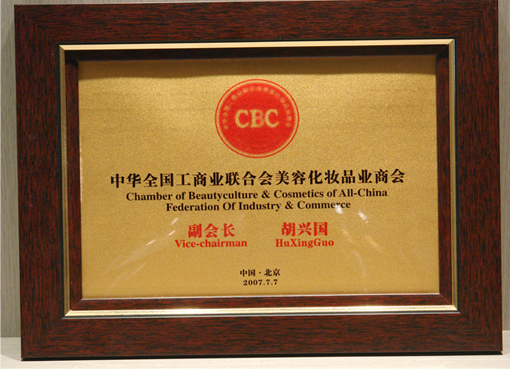 CBC
中华全国工商业联合会美容化妆品业商会
Chamber of Beautyculture & Cosmetics of All-China
Federation Of Industry & Commerce
副会长 胡兴国
Vice-chairman HuXingGuo
中国·北京
2007.7.7